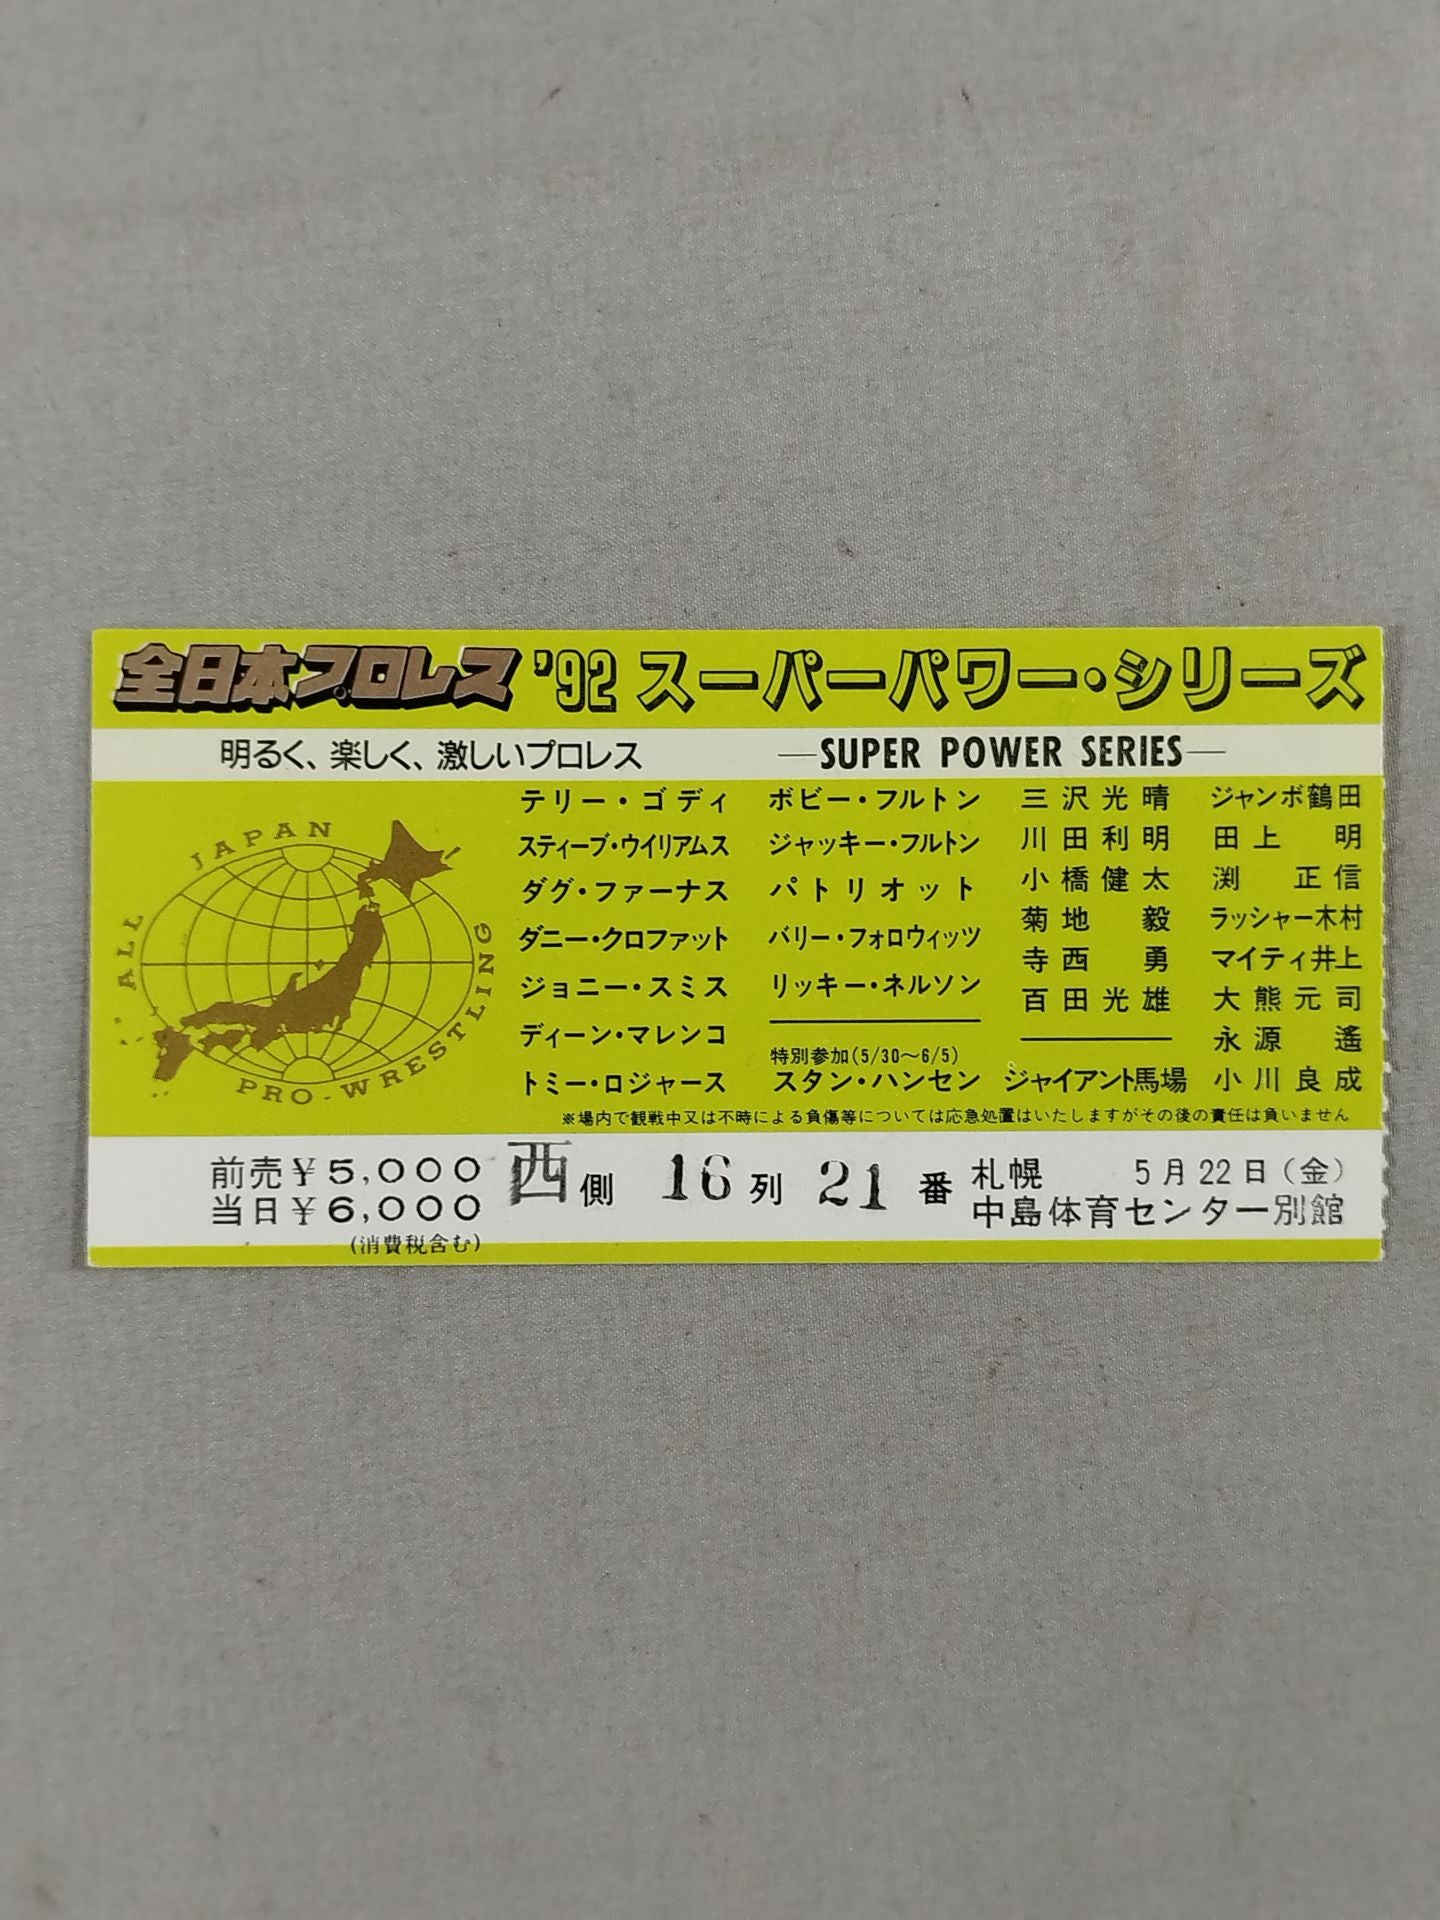 全日本プロレス '92 スーパーパワー・シリーズ
明るく、楽しく、激しいプロレス —SUPER POWER SERIES—
ALL JAPAN PRO-WRESTLING
テリー・ゴディ
スティーブ・ウイリアムス
ダグ・ファーナス
ダニー・クロファット
ジョニー・スミス
ディーン・マレンコ
トミー・ロジャース
ボビー・フルトン
ジャッキー・フルトン
パトリオット
バリー・フォロウィッツ
リッキー・ネルソン
特別参加(5/30〜6/5)
スタン・ハンセン
三沢光晴
川田利明
小橋健太
菊地毅
寺西勇
百田光雄
ジャイアント馬場
ジャンボ鶴田
田上明
渕正信
ラッシャー木村
マイティ井上
大熊元司
永源遙
小川良成
※場内で観戦中又は不時による負傷等については応急処置はいたしますがその後の責任は負いません
前売¥5,000
当日¥6,000
(消費税含む)
西側 16列 21番
札幌 5月22日(金)
中島体育センター別館